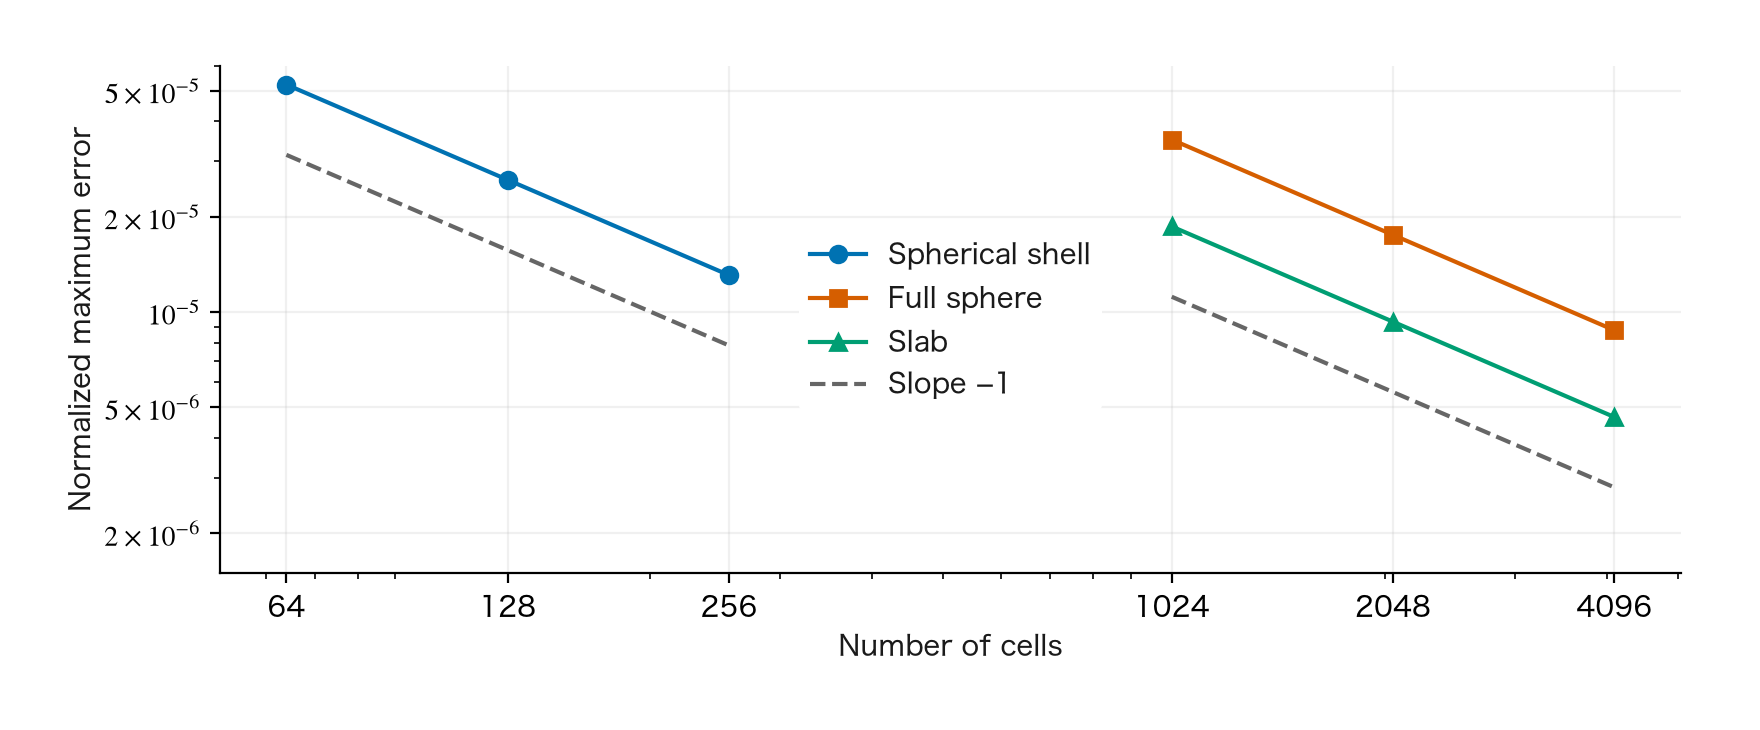 Normalized maximum error
5×10⁻⁵
2×10⁻⁵
10⁻⁵
5×10⁻⁶
2×10⁻⁶
Spherical shell
Full sphere
Slab
Slope −1
64 128 256 1024 2048 4096
Number of cells